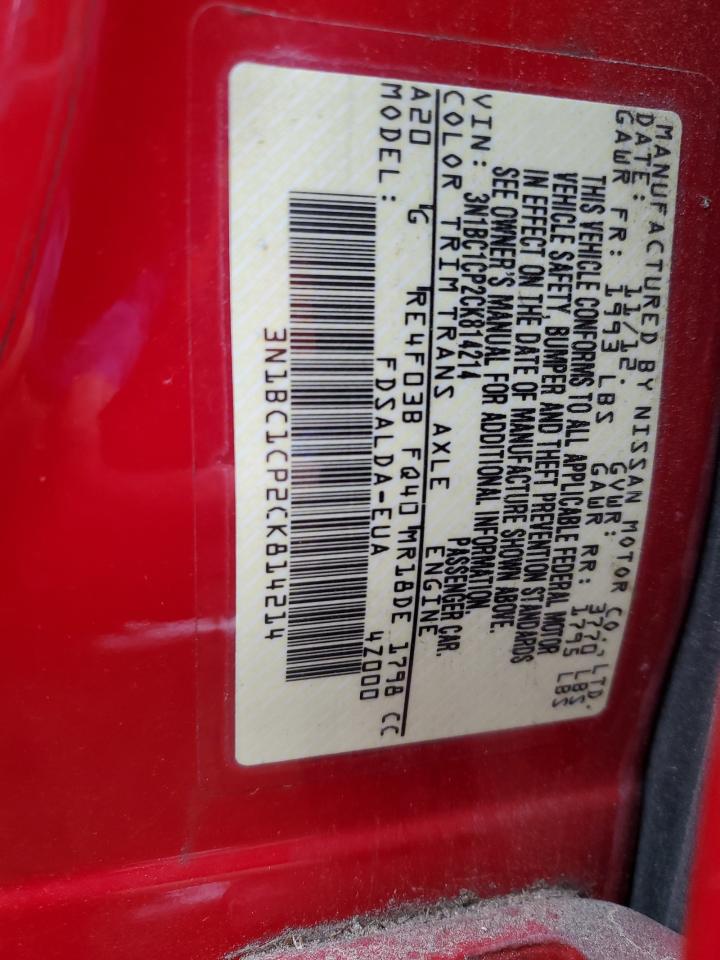 MANUFACTURED BY NISSAN MOTOR CO., LTD.
DATE: 11/12. GVWR: 3770 LBS
GAWR FR: 1993 LBS GAWR RR: 1795 LBS
THIS VEHICLE CONFORMS TO ALL APPLICABLE FEDERAL MOTOR
VEHICLE SAFETY, BUMPER AND THEFT PREVENTION STANDARDS
IN EFFECT ON THE DATE OF MANUFACTURE SHOWN ABOVE.
SEE OWNER'S MANUAL FOR ADDITIONAL INFORMATION.
VIN: 3N1BC1CP2CK814214 PASSENGER CAR.
COLOR TRIM TRANS AXLE ENGINE
A20 G RE4F03B FQ40 MR18DE 1798 CC
MODEL: FDSALDA-EUA 4Z000
3N1BC1CP2CK814214